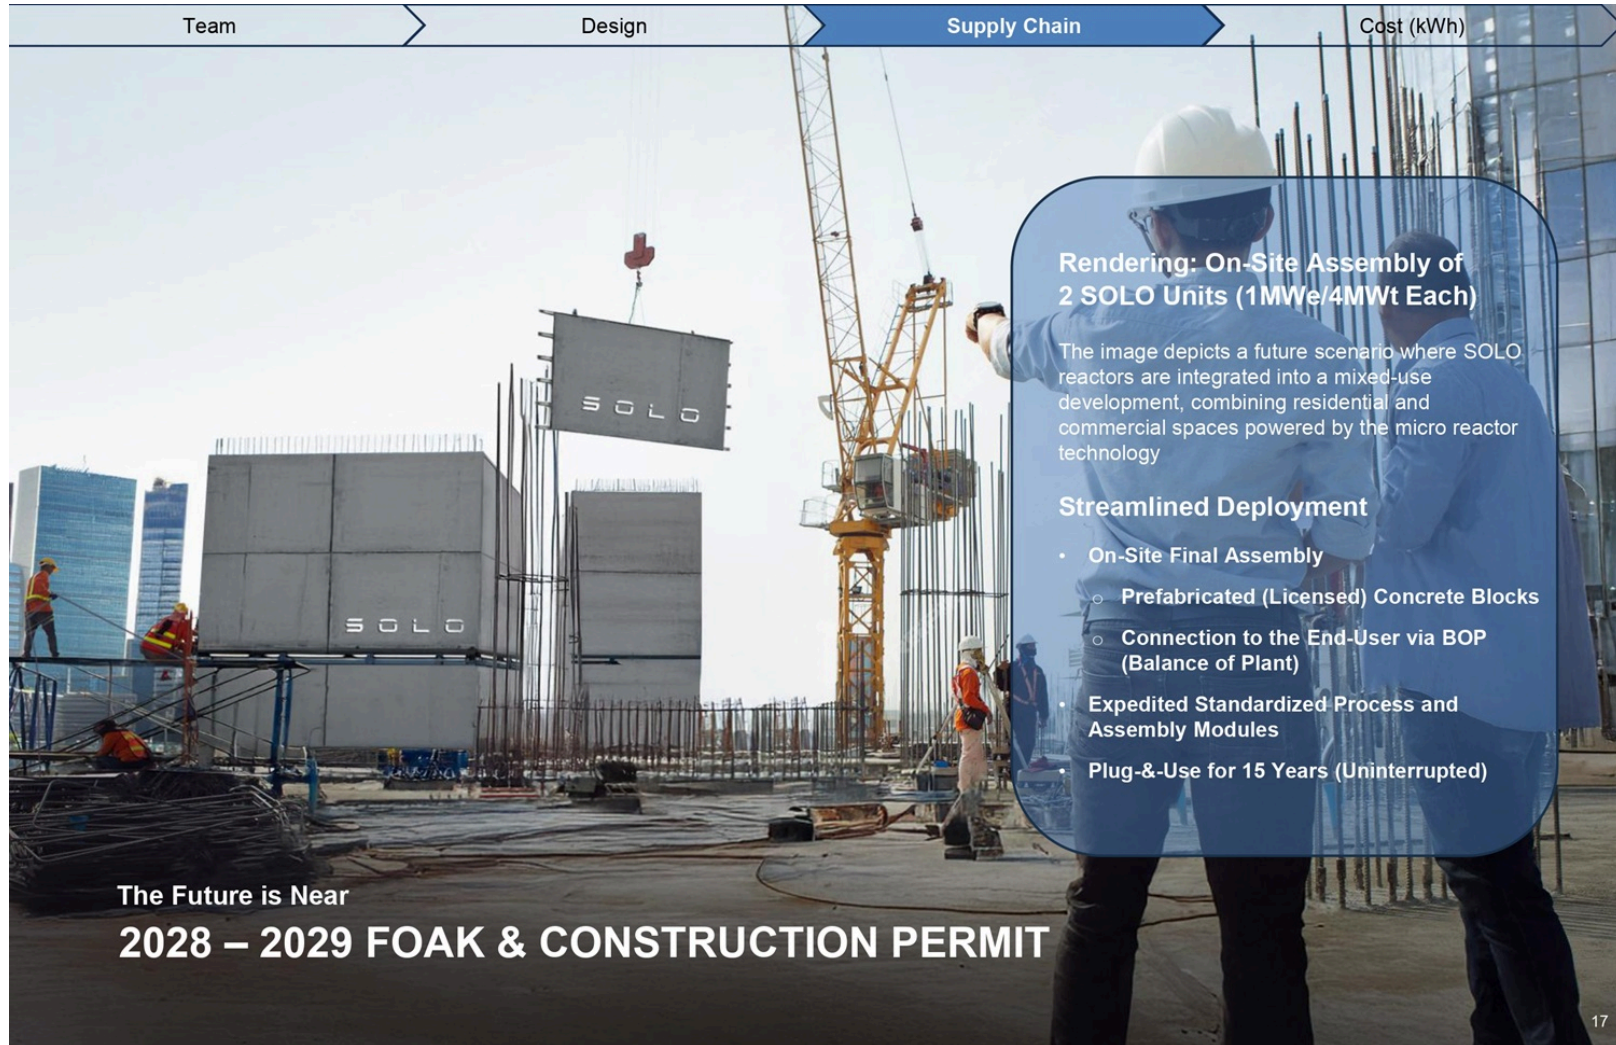 Team
Design
Supply Chain
Cost (kWh)
SOLO
SOLO
Rendering: On-Site Assembly of
2 SOLO Units (1MWe/4MWt Each)
The image depicts a future scenario where SOLO
reactors are integrated into a mixed-use
development, combining residential and
commercial spaces powered by the micro reactor
technology
Streamlined Deployment
• On-Site Final Assembly
○ Prefabricated (Licensed) Concrete Blocks
○ Connection to the End-User via BOP
(Balance of Plant)
• Expedited Standardized Process and
Assembly Modules
• Plug-&-Use for 15 Years (Uninterrupted)
The Future is Near
2028 – 2029 FOAK & CONSTRUCTION PERMIT
17